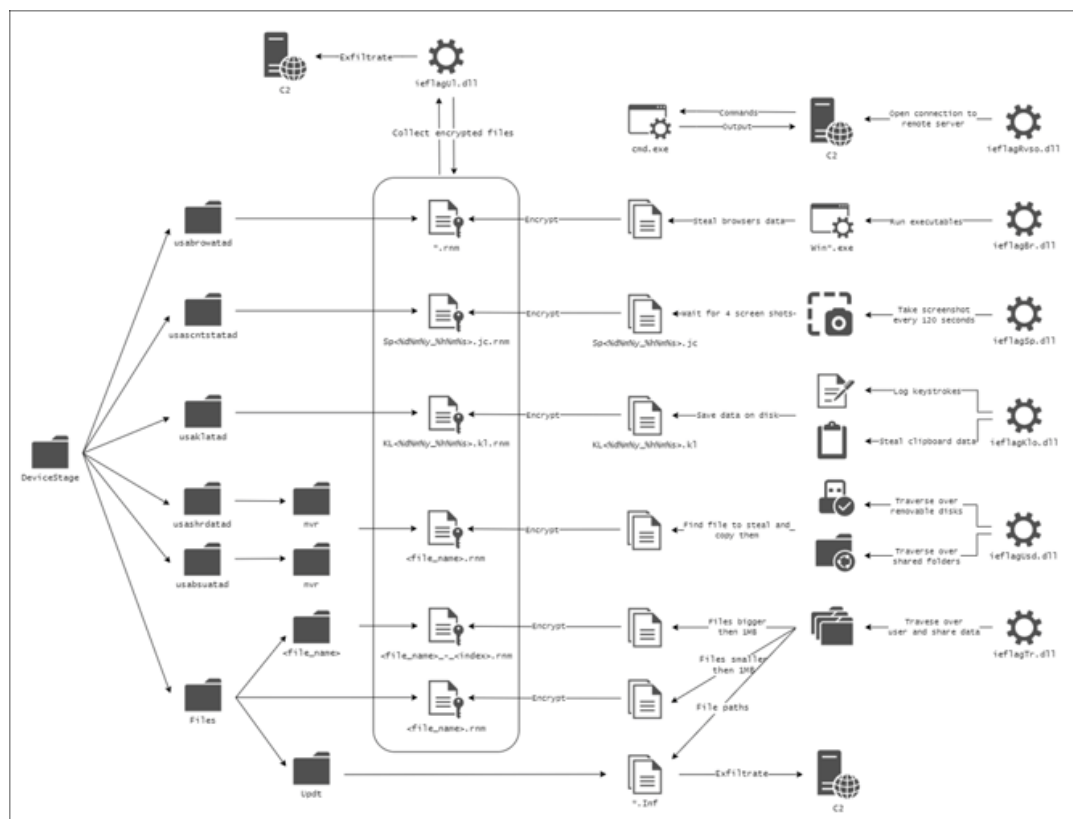 Exfiltrate
C2
ieflagUl.dll
Collect encrypted files
Commands
Output
cmd.exe
C2
Open connection to
remote server
ieflagRvso.dll
usabrowatad
*.rnm
Encrypt
Steal browsers data
Win*.exe
Run executables
ieflagBr.dll
usascntstatad
Sp<%d%m%y_%h%m%s>.jc.rnm
Encrypt
Sp<%d%m%y_%h%m%s>.jc
Wait for 4 screen shots
Take screenshot
every 120 seconds
ieflagSp.dll
usaklatad
KL<%d%m%y_%h%m%s>.kl.rnm
Encrypt
KL<%d%m%y_%h%m%s>.kl
Save data on disk
Log keystrokes
Steal clipboard data
ieflagKlo.dll
DeviceStage
usashrdatad
nvr
usabsuatad
nvr
<file_name>.rnm
Encrypt
Find file to steal and
copy them
Traverse over
removable disks
Traverse over
shared folders
ieflagUsd.dll
<file_name>
<file_name>_-_<index>.rnm
Encrypt
Files bigger
then 1MB
Travese over
user and share data
ieflagTr.dll
Files smaller
then 1MB
Files
<file_name>.rnm
Encrypt
File paths
Updt
*.Inf
Exfiltrate
C2